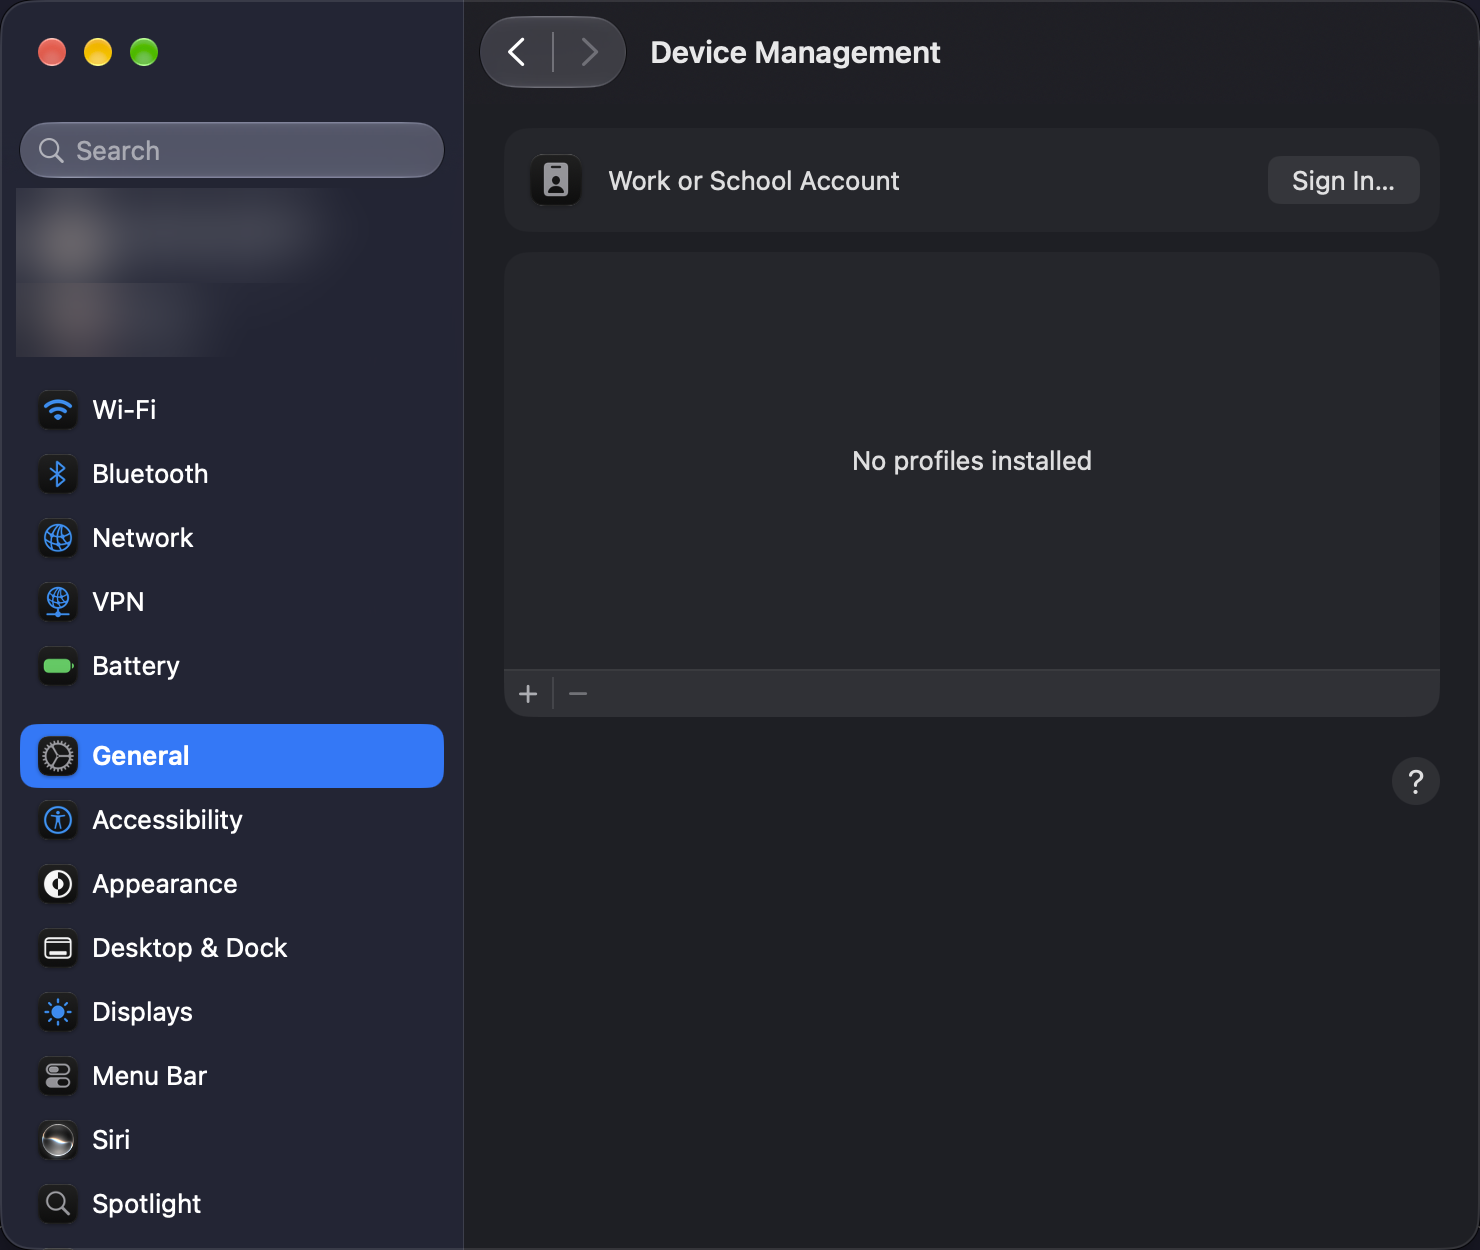 Search
Wi-Fi
Bluetooth
Network
VPN
Battery
General
Accessibility
Appearance
Desktop & Dock
Displays
Menu Bar
Siri
Spotlight
Device Management
Work or School Account
Sign In...
No profiles installed
+ −
?